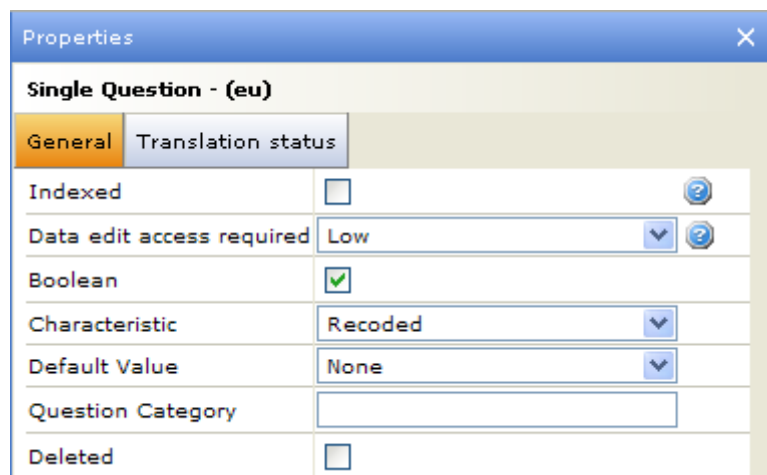 Properties
Single Question - (eu)
General Translation status
Indexed
Data edit access required Low
Boolean
Characteristic Recoded
Default Value None
Question Category
Deleted